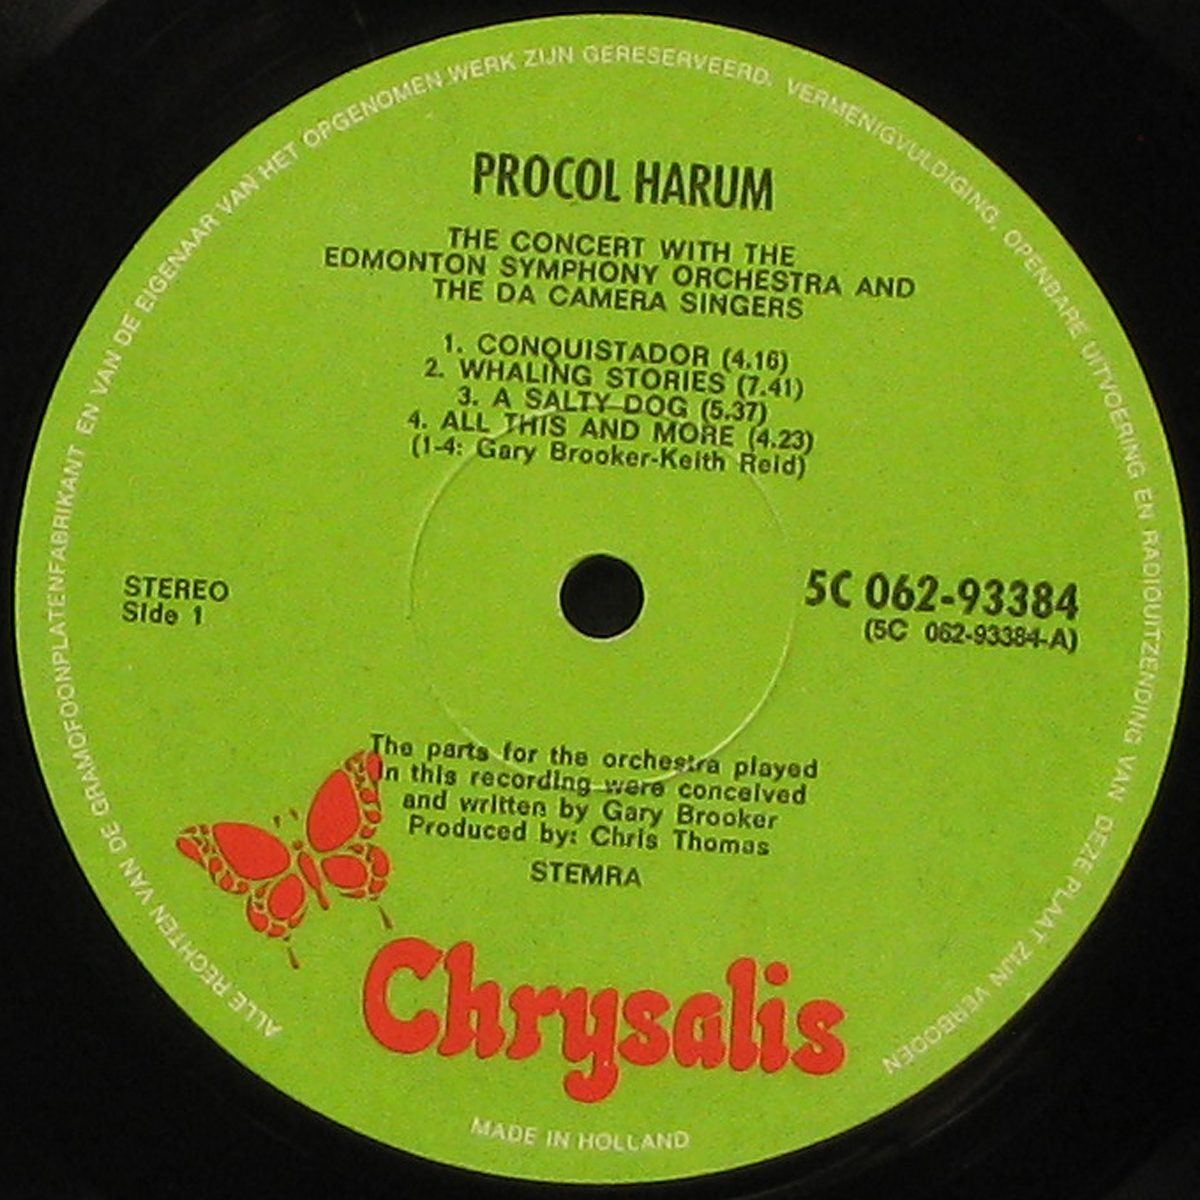 ALLE RECHTEN VAN DE GRAMOFOONPLATENFABRIKANT EN VAN DE EIGENAAR VAN HET OPGENOMEN WERK ZIJN GERESERVEERD. VERMENIGVULDIGING, OPENBARE UITVOERING EN RADIOUITZENDING VAN DEZE PLAAT ZIJN VERBODEN
PROCOL HARUM
THE CONCERT WITH THE
EDMONTON SYMPHONY ORCHESTRA AND
THE DA CAMERA SINGERS
1. CONQUISTADOR (4.16)
2. WHALING STORIES (7.41)
3. A SALTY DOG (5.37)
4. ALL THIS AND MORE (4.23)
(1-4: Gary Brooker-Keith Reid)
STEREO
Side 1
5C 062-93384
(5C 062-93384-A)
The parts for the orchestra played
in this recording were conceived
and written by Gary Brooker
Produced by: Chris Thomas
STEMRA
Chrysalis
MADE IN HOLLAND